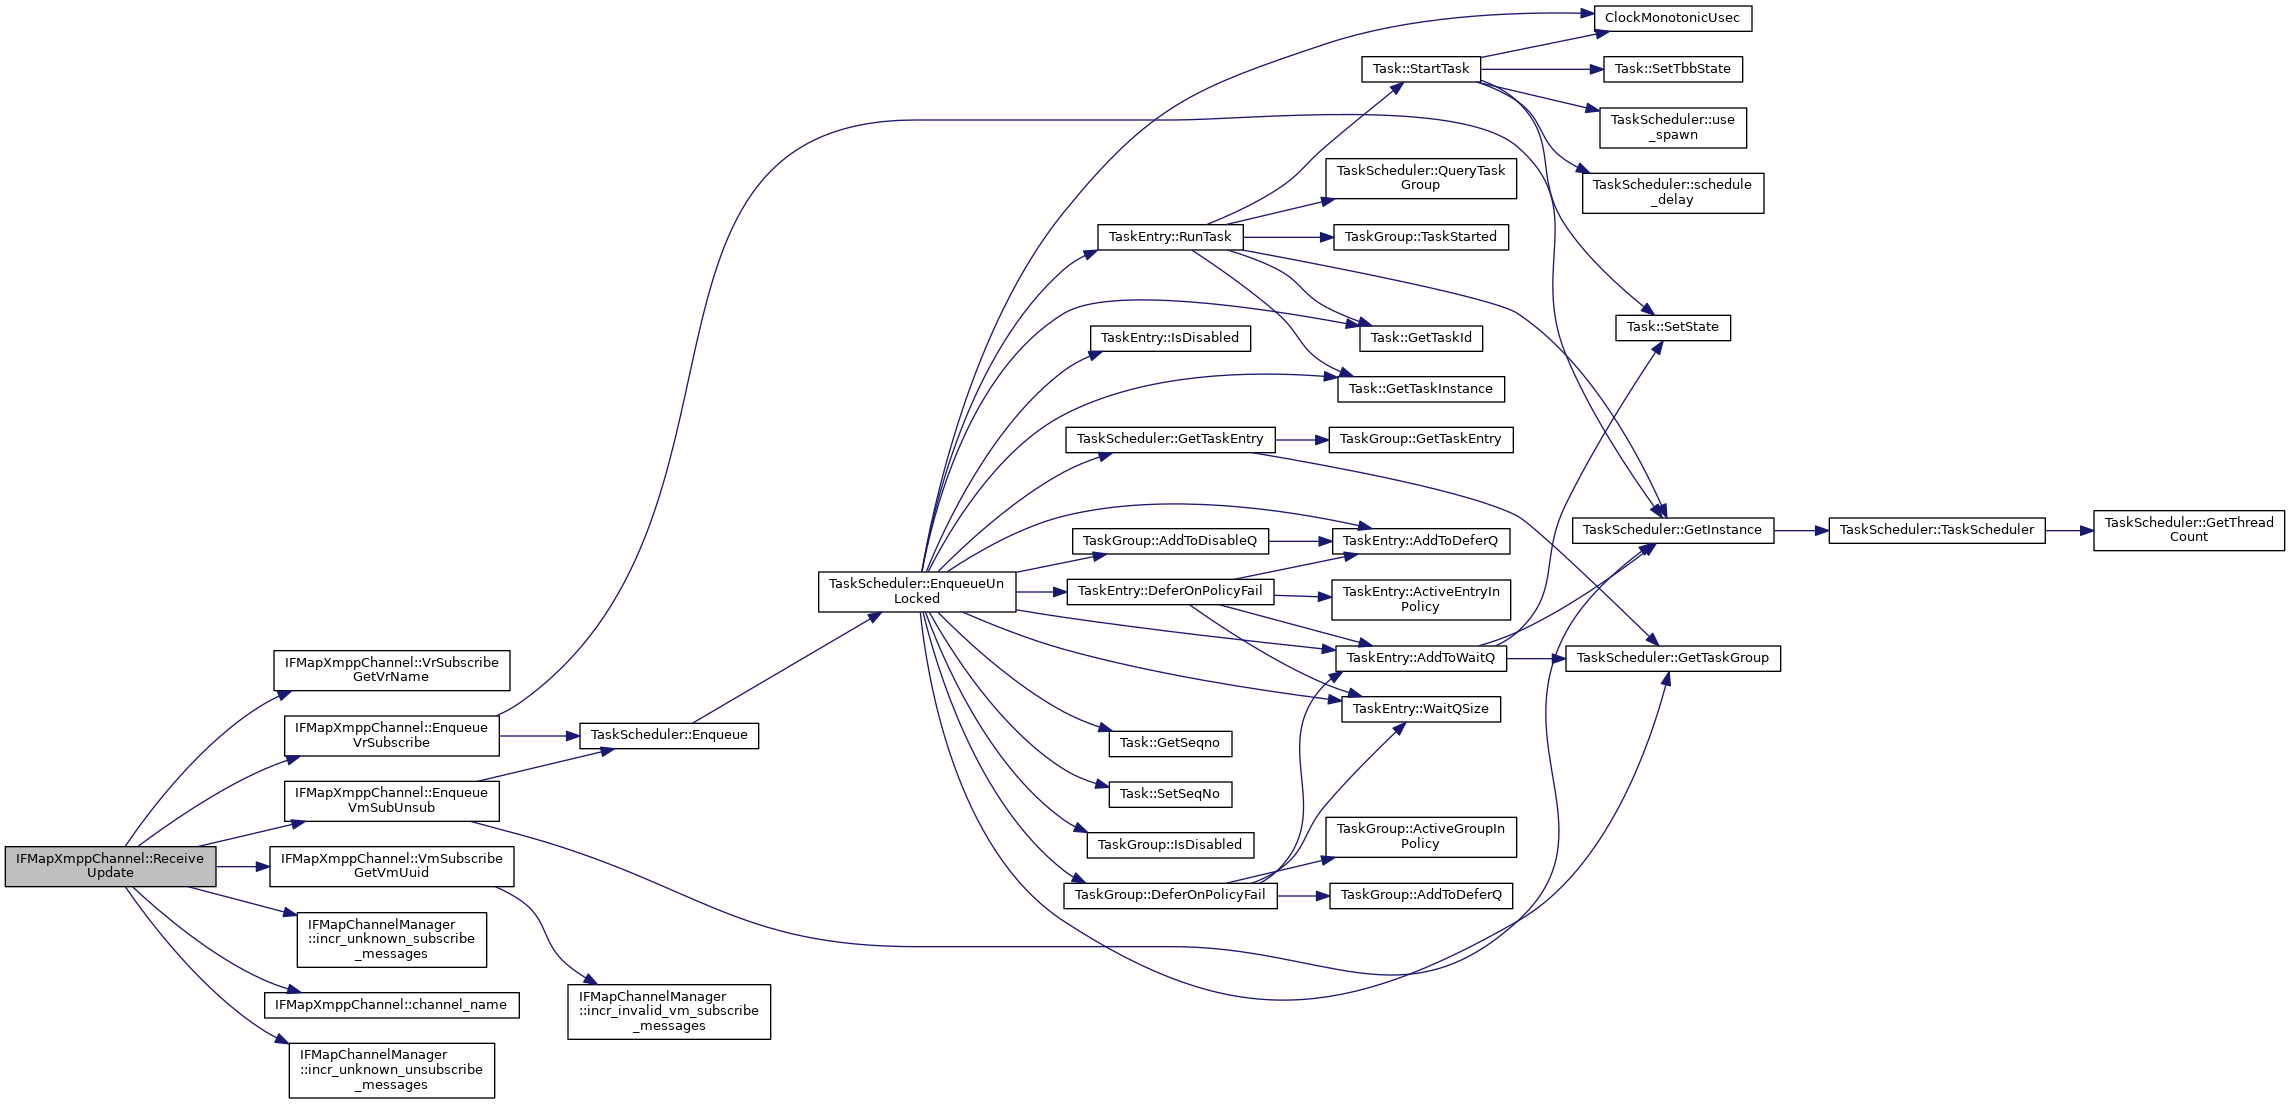 IFMapXmppChannel::Receive
Update
IFMapXmppChannel::VrSubscribe
GetVrName
IFMapXmppChannel::Enqueue
VrSubscribe
IFMapXmppChannel::Enqueue
VmSubUnsub
IFMapXmppChannel::VmSubscribe
GetVmUuid
IFMapChannelManager
::incr_unknown_subscribe
_messages
IFMapXmppChannel::channel_name
IFMapChannelManager
::incr_unknown_unsubscribe
_messages
TaskScheduler::Enqueue
IFMapChannelManager
::incr_invalid_vm_subscribe
_messages
TaskScheduler::EnqueueUn
Locked
TaskEntry::RunTask
TaskEntry::IsDisabled
TaskScheduler::GetTaskEntry
TaskGroup::AddToDisableQ
TaskEntry::DeferOnPolicyFail
Task::GetSeqno
Task::SetSeqNo
TaskGroup::IsDisabled
TaskGroup::DeferOnPolicyFail
Task::StartTask
TaskScheduler::QueryTask
Group
TaskGroup::TaskStarted
Task::GetTaskId
Task::GetTaskInstance
TaskGroup::GetTaskEntry
TaskEntry::AddToDeferQ
TaskEntry::ActiveEntryIn
Policy
TaskEntry::AddToWaitQ
TaskEntry::WaitQSize
TaskGroup::ActiveGroupIn
Policy
TaskGroup::AddToDeferQ
ClockMonotonicUsec
Task::SetTbbState
TaskScheduler::use
_spawn
TaskScheduler::schedule
_delay
Task::SetState
TaskScheduler::GetInstance
TaskScheduler::GetTaskGroup
TaskScheduler::TaskScheduler
TaskScheduler::GetThread
Count